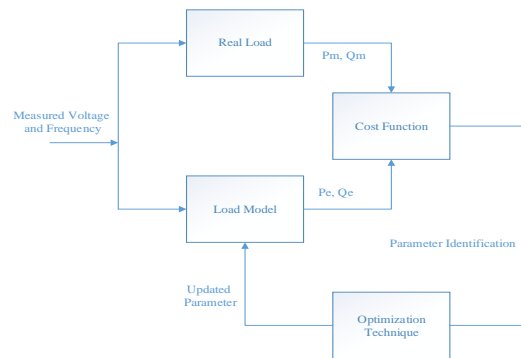 Real Load
Pm, Qm
Measured Voltage
and Frequency
Cost Function
Load Model
Pe, Qe
Parameter Identification
Updated
Parameter
Optimization
Technique